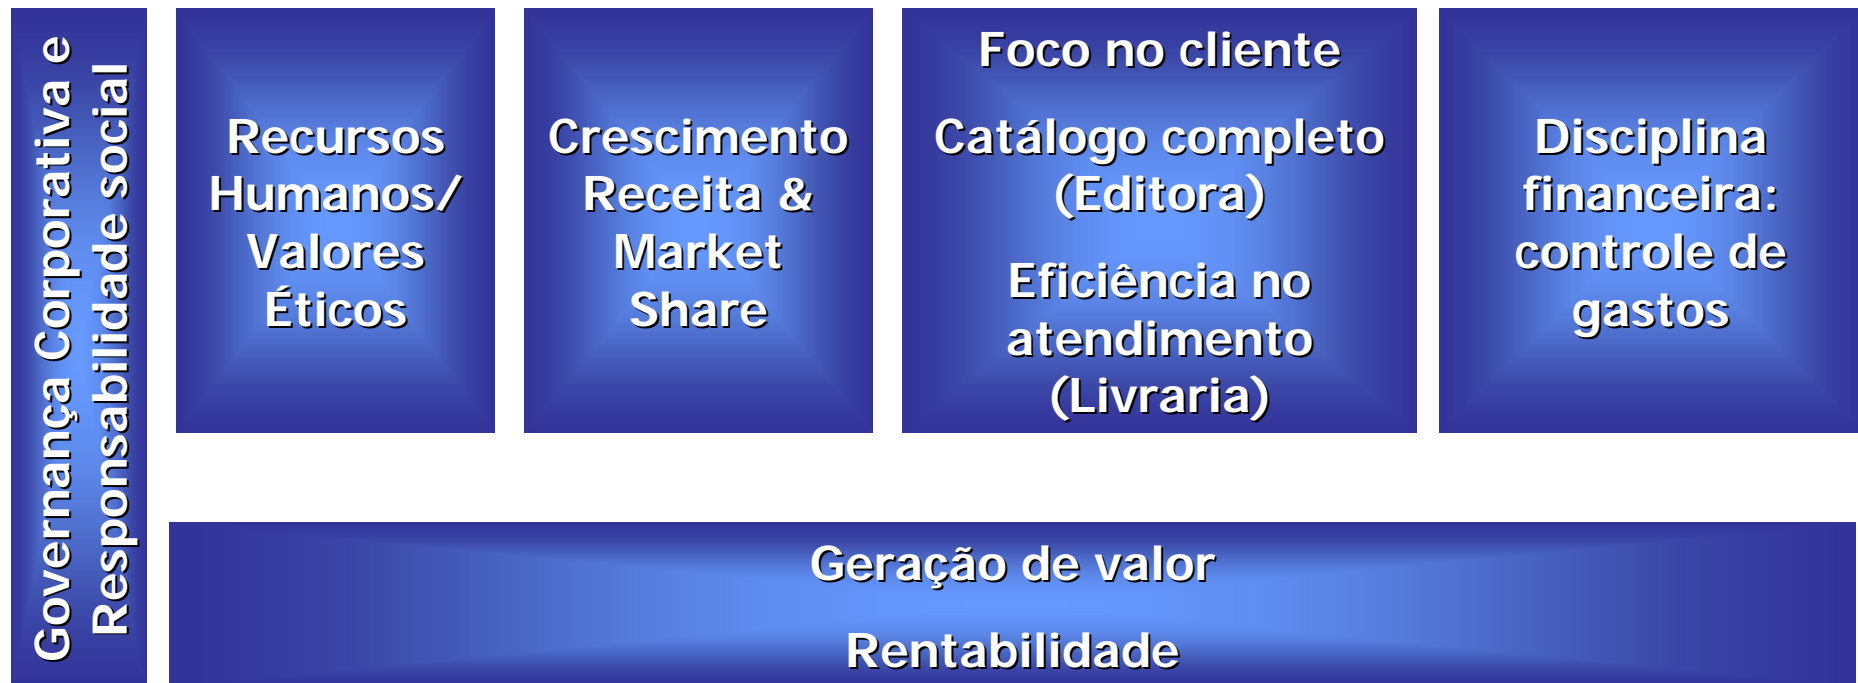 Governança Corporativa e
Responsabilidade social
Recursos
Humanos/
Valores
Éticos
Crescimento
Receita &
Market
Share
Foco no cliente
Catálogo completo
(Editora)
Eficiência no
atendimento
(Livraria)
Disciplina
financeira:
controle de
gastos
Geração de valor
Rentabilidade